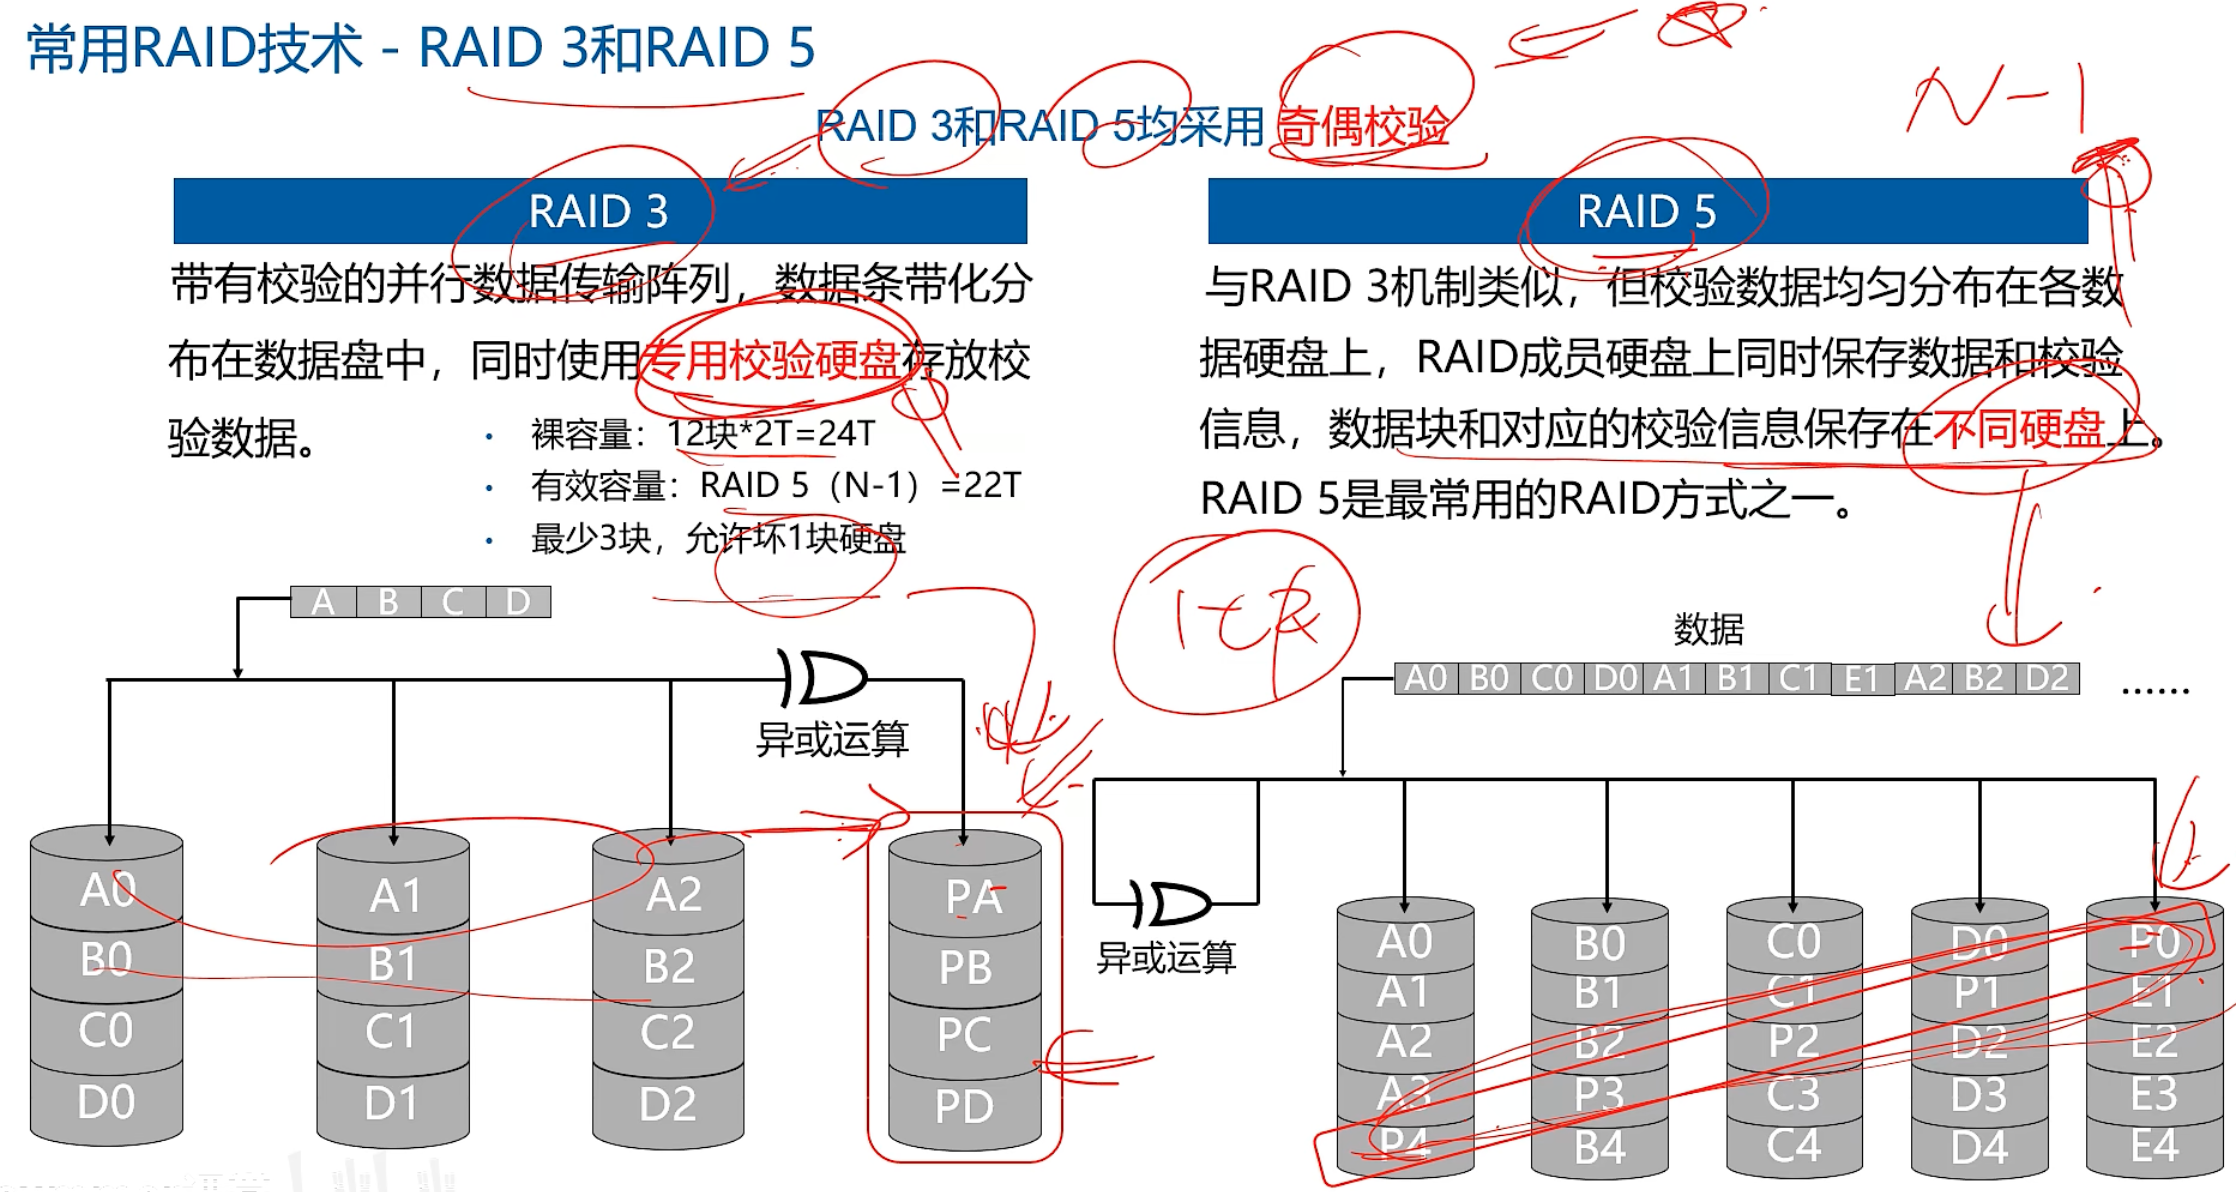 常用RAID技术 - RAID 3和RAID 5
N-1
RAID 3和RAID 5均采用 奇偶校验
RAID 3
带有校验的并行数据传输阵列，数据条带化分
布在数据盘中，同时使用专用校验硬盘存放校
验数据。
• 裸容量：12块*2T=24T
• 有效容量：RAID 5（N-1）=22T
• 最少3块，允许坏1块硬盘
A B C D
异或运算
A0 A1 A2 PA
B0 B1 B2 PB
C0 C1 C2 PC
D0 D1 D2 PD
RAID 5
与RAID 3机制类似，但校验数据均匀分布在各数
据硬盘上，RAID成员硬盘上同时保存数据和校验
信息，数据块和对应的校验信息保存在不同硬盘上。
RAID 5是最常用的RAID方式之一。
数据
A0 B0 C0 D0 A1 B1 C1 E1 A2 B2 D2 ……
异或运算
A0 B0 C0 D0 P0
A1 B1 C1 P1 E1
A2 B2 P2 D2 E2
A3 P3 C3 D3 E3
P4 B4 C4 D4 E4